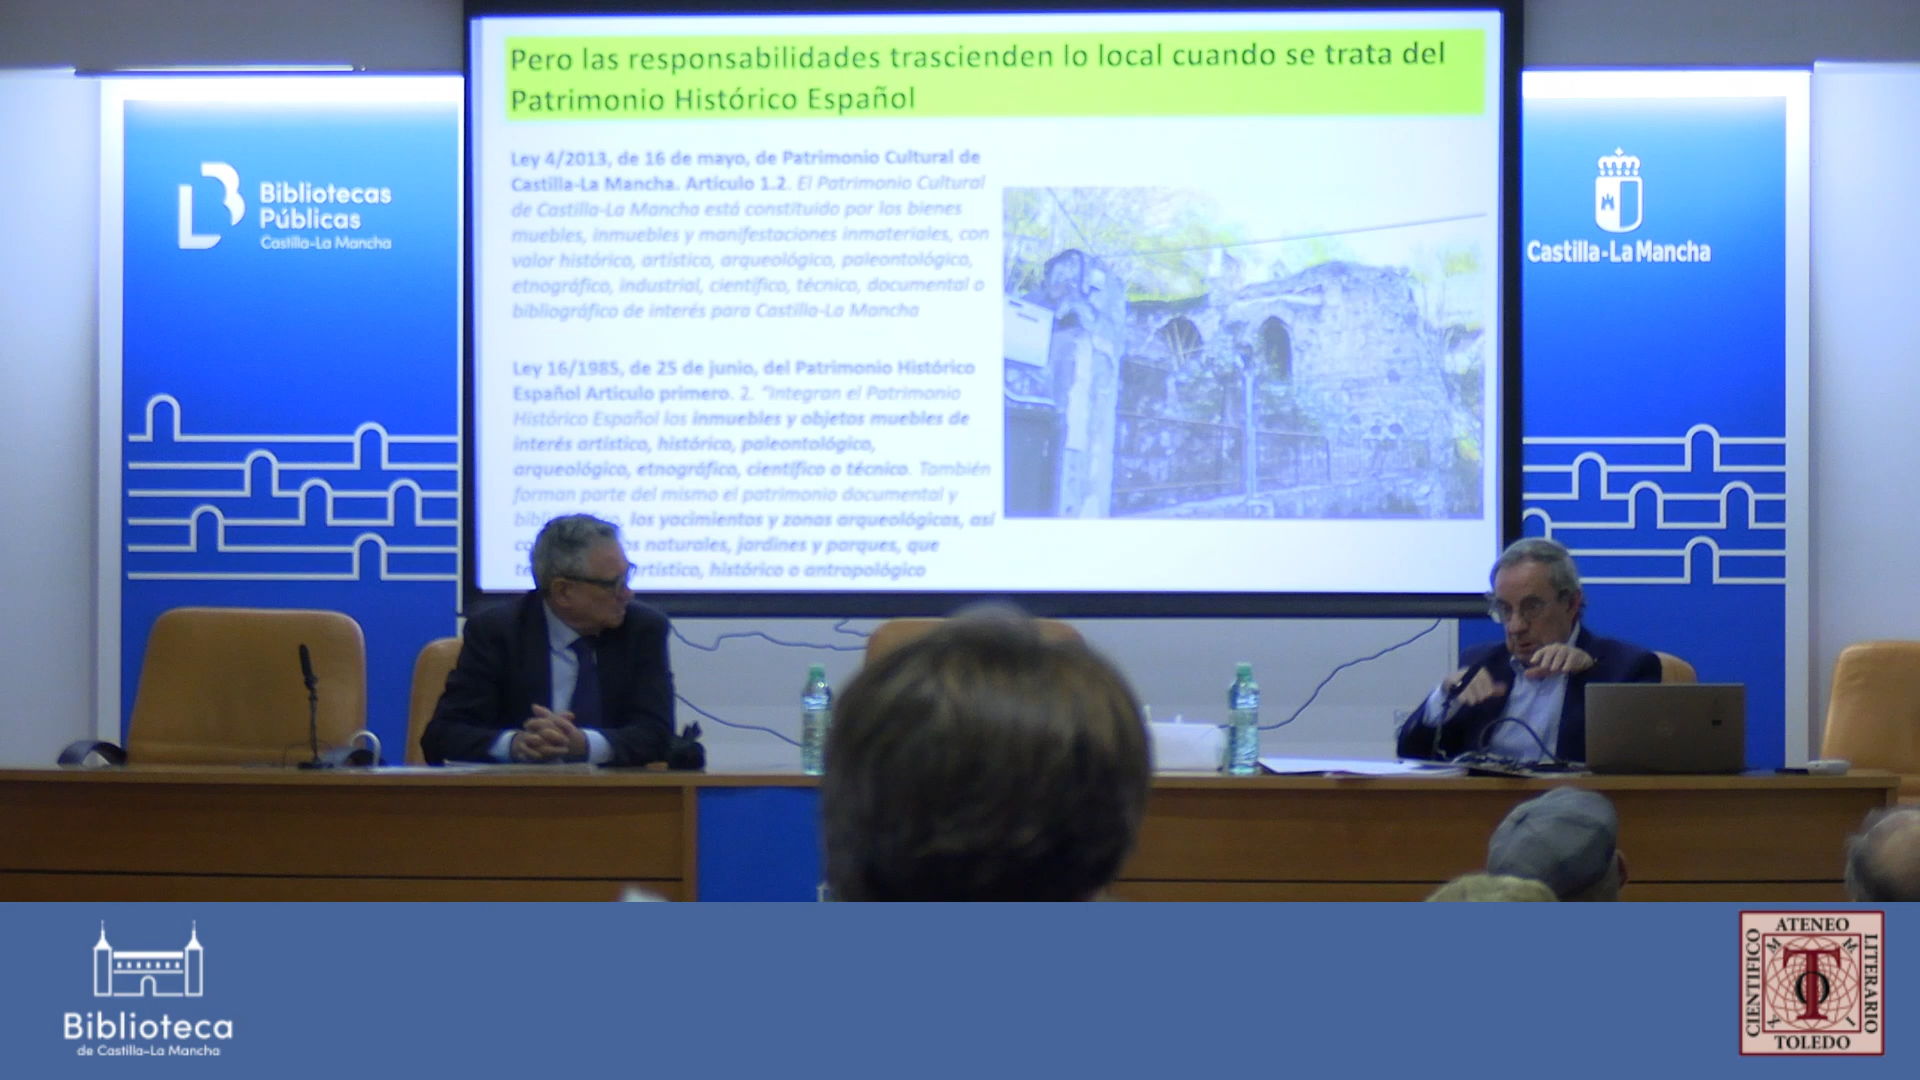 Pero las responsabilidades trascienden lo local cuando se trata del
Patrimonio Histórico Español
Ley 4/2013, de 16 de mayo, de Patrimonio Cultural de
Castilla-La Mancha. Artículo 1.2. El Patrimonio Cultural
de Castilla-La Mancha está constituido por los bienes
muebles, inmuebles y manifestaciones inmateriales, con
valor histórico, artístico, arqueológico, paleontológico,
etnográfico, industrial, científico, técnico, documental o
bibliográfico de interés para Castilla-La Mancha
Ley 16/1985, de 25 de junio, del Patrimonio Histórico
Español Articulo primero. 2. "Integran el Patrimonio
Histórico Español los inmuebles y objetos muebles de
interés artístico, histórico, paleontológico,
arqueológico, etnográfico, científico o técnico. También
forman parte del mismo el patrimonio documental y
los yacimientos y zonas arqueológicas, así
naturales, jardines y parques, que
histórico o antropológico
Bibliotecas
Públicas
Castilla-La Mancha
Castilla-La Mancha
Biblioteca
de Castilla-La Mancha
CIENTIFICO
ATENEO
LITERARIO
TOLEDO